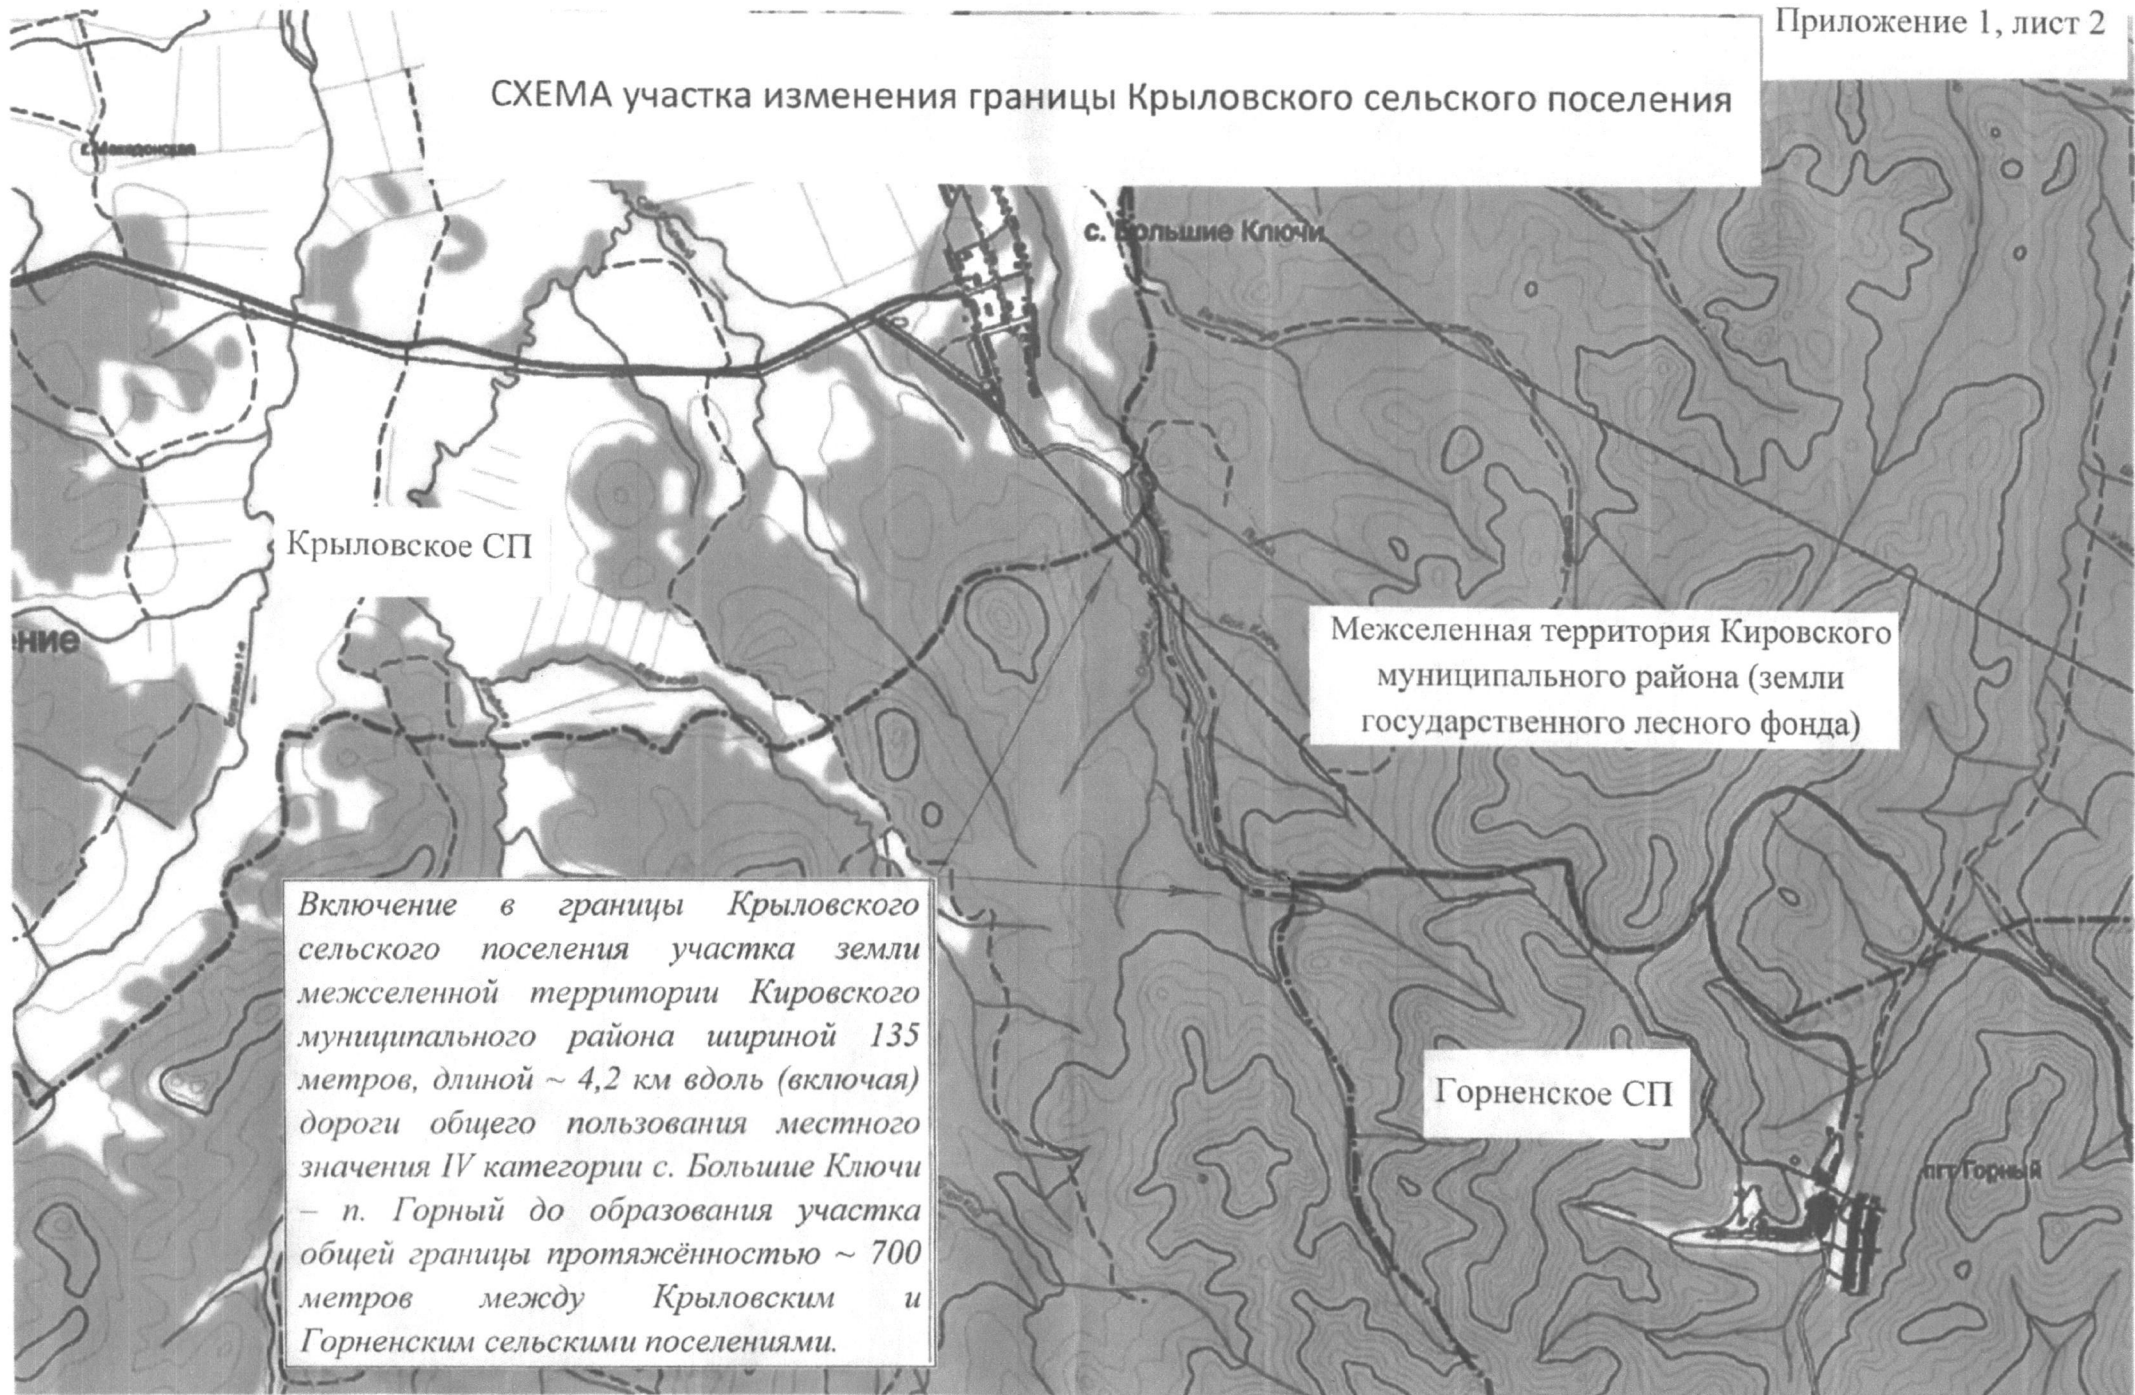 Приложение 1, лист 2
СХЕМА участка изменения границы Крыловского сельского поселения
г. Македонская
с. Большие Ключи
Крыловское СП
ение
Межселенная территория Кировского
муниципального района (земли
государственного лесного фонда)
Включение в границы Крыловского
сельского поселения участка земли
межселенной территории Кировского
муниципального района шириной 135
метров, длиной ~ 4,2 км вдоль (включая)
дороги общего пользования местного
значения IV категории с. Большие Ключи
– п. Горный до образования участка
общей границы протяжённостью ~ 700
метров между Крыловским и
Горненским сельскими поселениями.
Горненское СП
пгт Горный